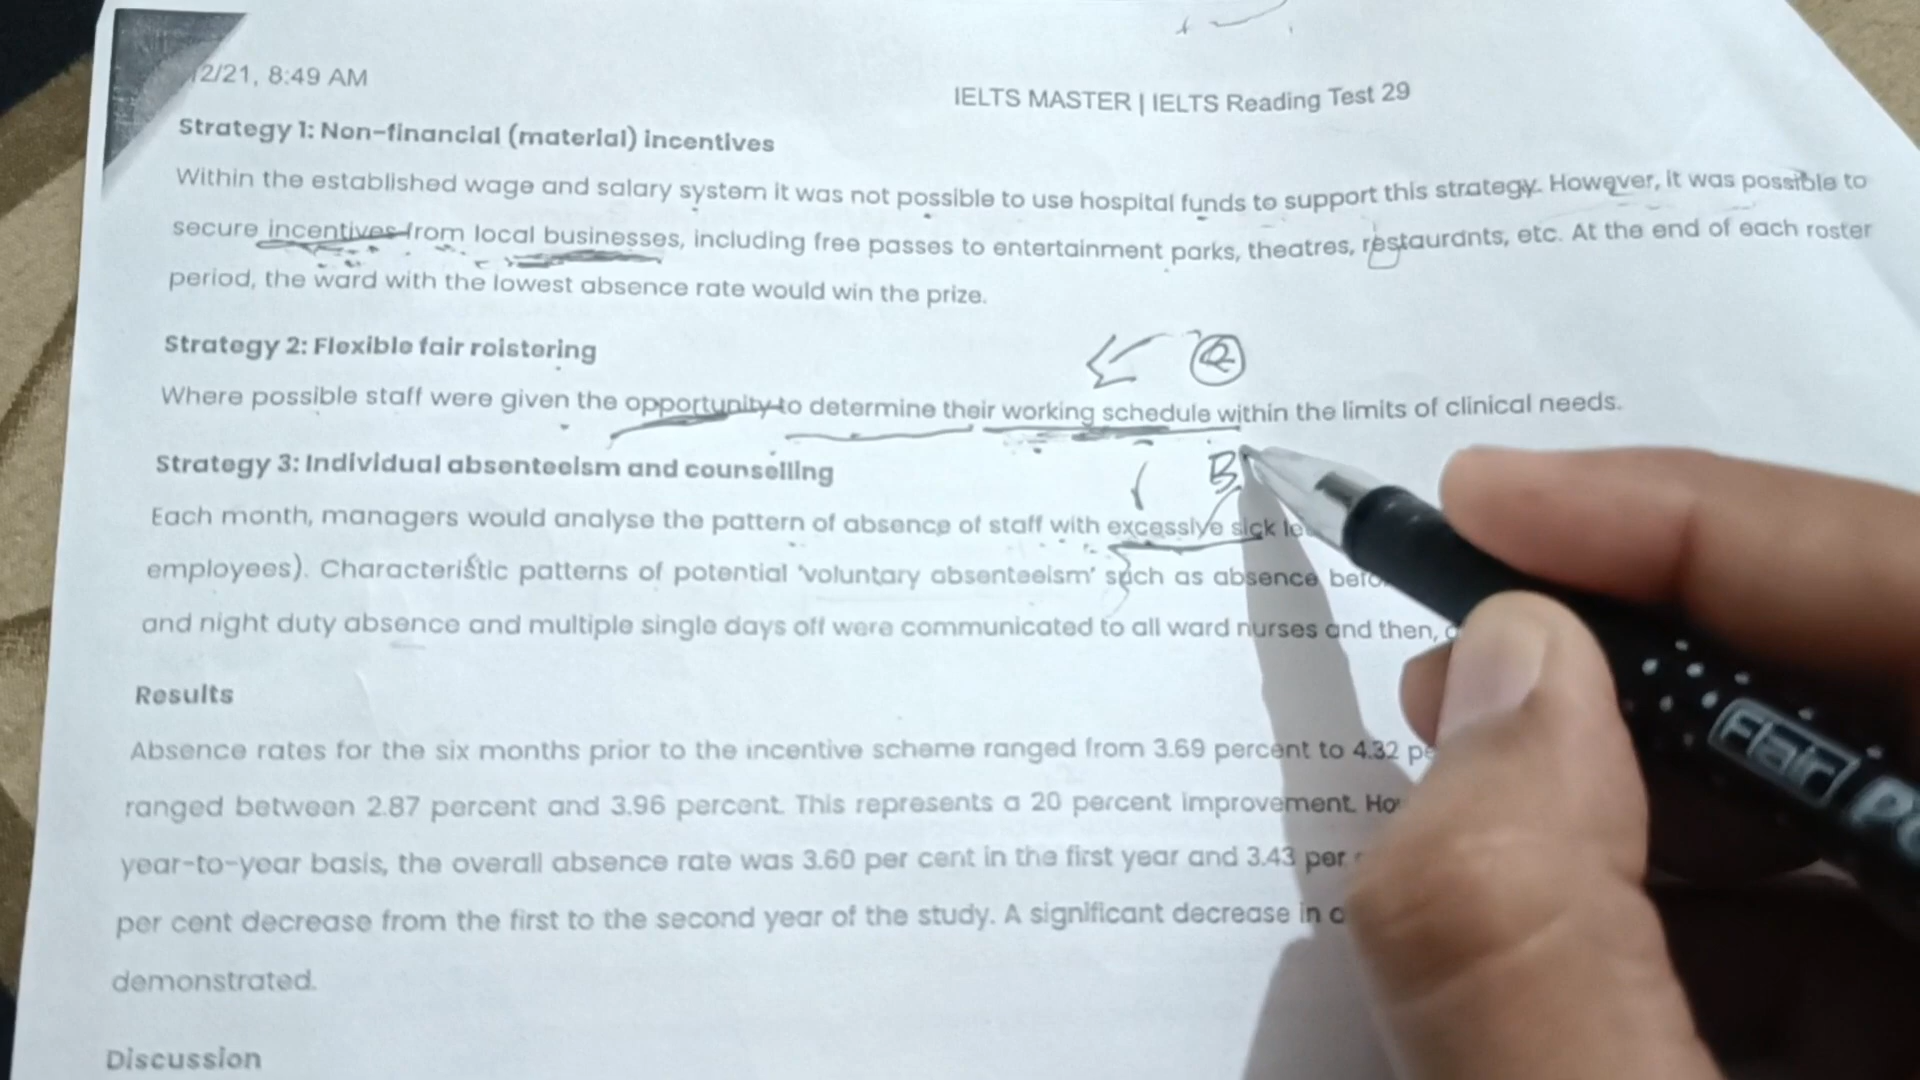 2/21, 8:49 AM
IELTS MASTER | IELTS Reading Test 29
Strategy 1: Non-financial (material) incentives
Within the established wage and salary system it was not possible to use hospital funds to support this strategy. However, it was possible to
secure incentives from local businesses, including free passes to entertainment parks, theatres, restaurants, etc. At the end of each roster
period, the ward with the lowest absence rate would win the prize.
Strategy 2: Flexible fair roistering
Where possible staff were given the opportunity to determine their working schedule within the limits of clinical needs.
Strategy 3: Individual absenteeism and counselling
B
Each month, managers would analyse the pattern of absence of staff with excessive sick
employees). Characteristic patterns of potential 'voluntary absenteeism' such as absence
and night duty absence and multiple single days off were communicated to all ward nurses and then,
Results
Absence rates for the six months prior to the incentive scheme ranged from 3.69 percent to 4.32
ranged between 2.87 percent and 3.96 percent. This represents a 20 percent improvement.
year-to-year basis, the overall absence rate was 3.60 per cent in the first year and 3.43 per
per cent decrease from the first to the second year of the study. A significant decrease in
demonstrated.
Discussion
Flair